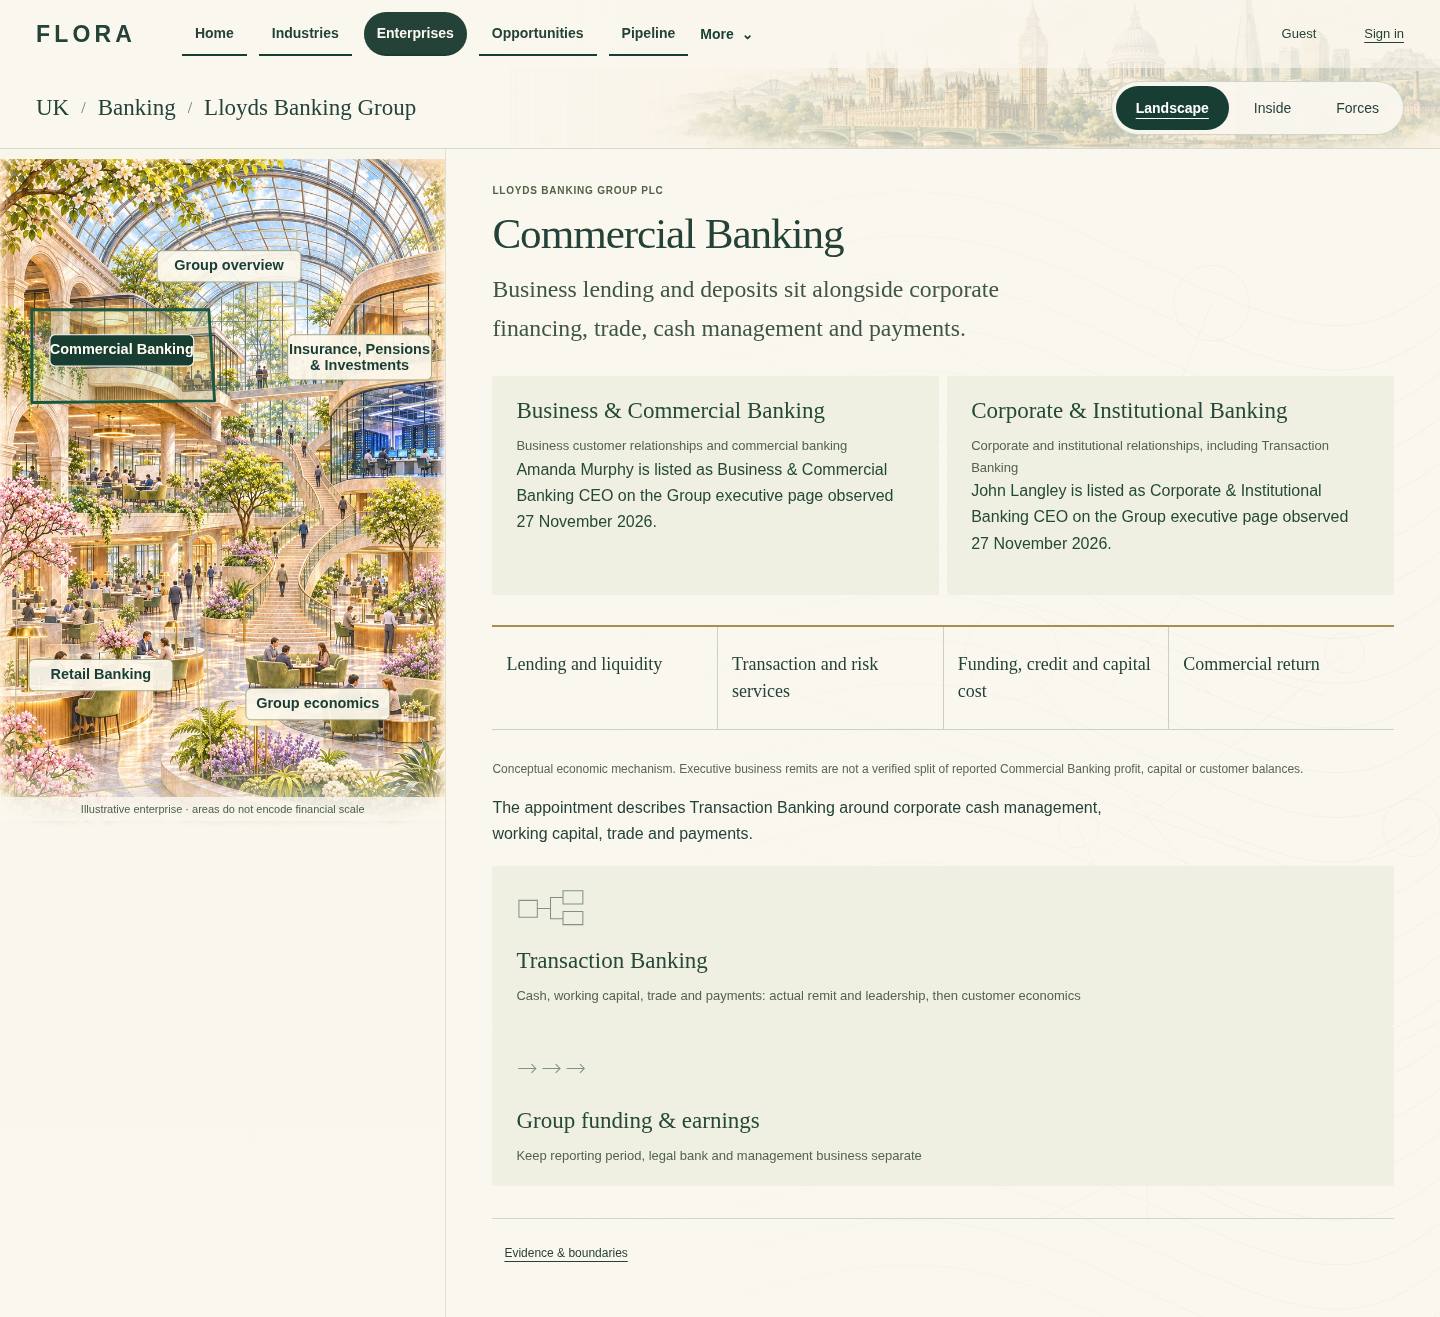 FLORA
Home
Industries
Enterprises
Opportunities
Pipeline
More
Guest
Sign in
UK / Banking / Lloyds Banking Group
Landscape
Inside
Forces
Group overview
Commercial Banking
Insurance, Pensions
& Investments
Retail Banking
Group economics
Illustrative enterprise · areas do not encode financial scale
LLOYDS BANKING GROUP PLC
Commercial Banking
Business lending and deposits sit alongside corporate
financing, trade, cash management and payments.
Business & Commercial Banking
Business customer relationships and commercial banking
Amanda Murphy is listed as Business & Commercial
Banking CEO on the Group executive page observed
27 November 2026.
Corporate & Institutional Banking
Corporate and institutional relationships, including Transaction
Banking
John Langley is listed as Corporate & Institutional
Banking CEO on the Group executive page observed
27 November 2026.
Lending and liquidity
Transaction and risk
services
Funding, credit and capital
cost
Commercial return
Conceptual economic mechanism. Executive business remits are not a verified split of reported Commercial Banking profit, capital or customer balances.
The appointment describes Transaction Banking around corporate cash management,
working capital, trade and payments.
Transaction Banking
Cash, working capital, trade and payments: actual remit and leadership, then customer economics
Group funding & earnings
Keep reporting period, legal bank and management business separate
Evidence & boundaries